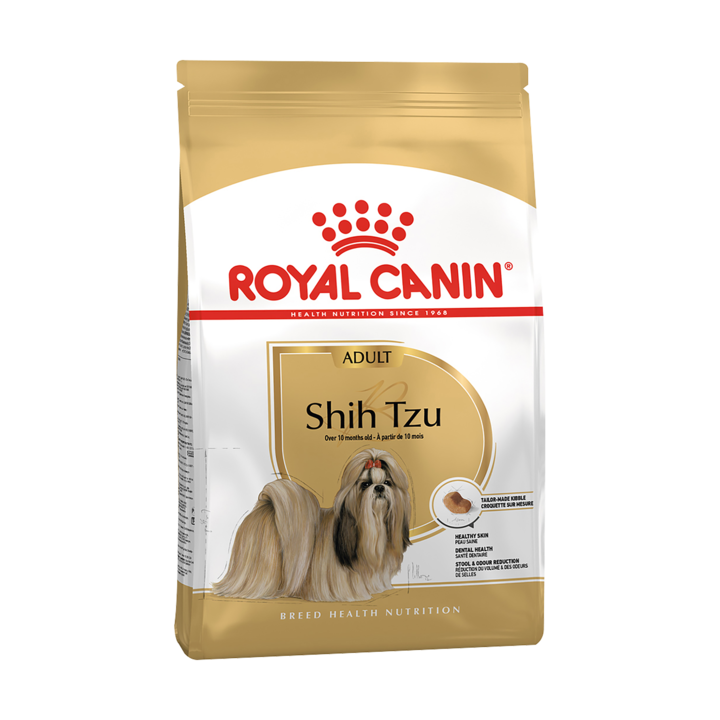 ROYAL CANIN®
HEALTH NUTRITION SINCE 1968
ADULT
Shih Tzu
Over 10 months old - À partir de 10 mois
TAILOR-MADE KIBBLE
CROQUETTE SUR MESURE
HEALTHY SKIN
PEAU SAINE
DENTAL HEALTH
SANTÉ DENTAIRE
STOOL & ODOUR REDUCTION
RÉDUCTION DU VOLUME & DES ODEURS
DE SELLES
BREED HEALTH NUTRITION